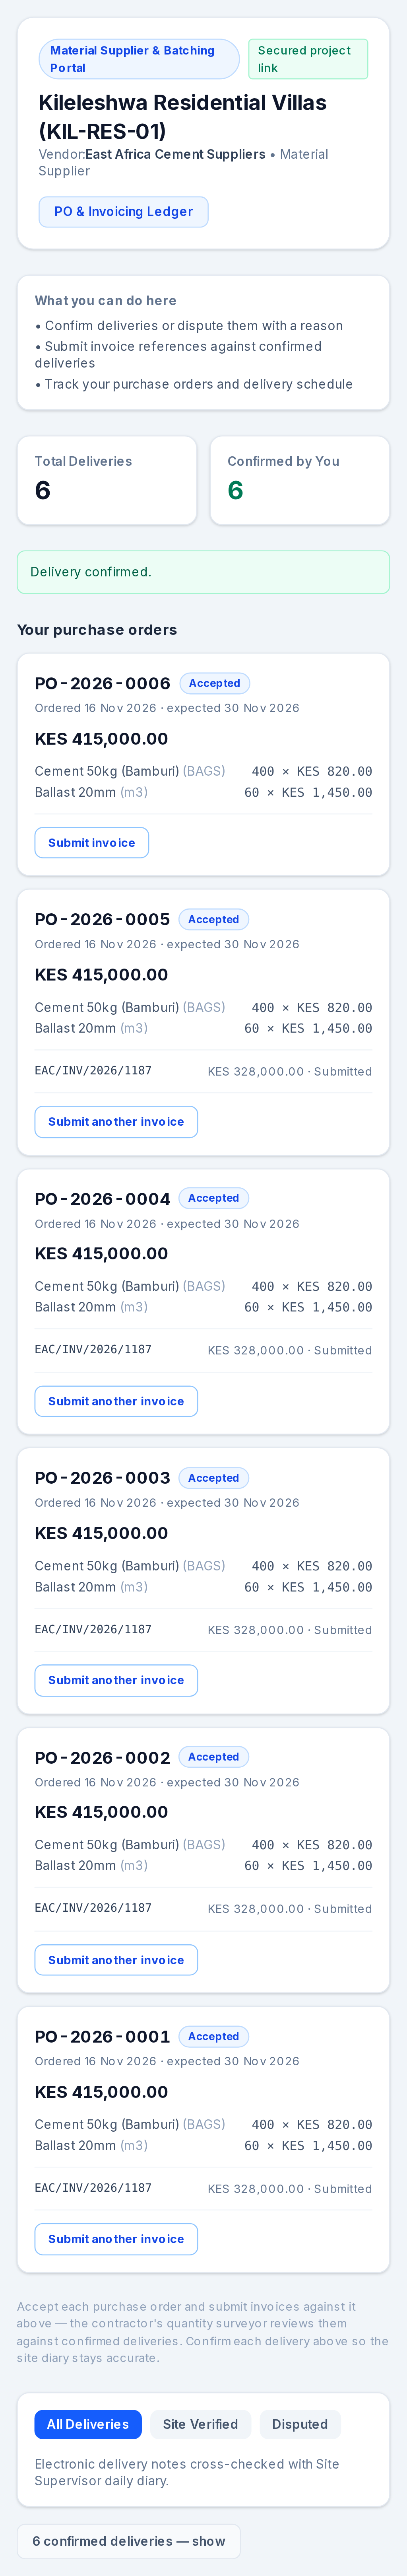 Material Supplier & Batching
Portal
Secured project
link
Kileleshwa Residential Villas
(KIL-RES-01)
Vendor:East Africa Cement Suppliers • Material
Supplier
PO & Invoicing Ledger
What you can do here
• Confirm deliveries or dispute them with a reason
• Submit invoice references against confirmed
deliveries
• Track your purchase orders and delivery schedule
Total Deliveries
6
Confirmed by You
6
Delivery confirmed.
Your purchase orders
PO-2026-0006 Accepted
Ordered 16 Nov 2026 · expected 30 Nov 2026
KES 415,000.00
Cement 50kg (Bamburi) (BAGS) 400 × KES 820.00
Ballast 20mm (m3) 60 × KES 1,450.00
Submit invoice
PO-2026-0005 Accepted
Ordered 16 Nov 2026 · expected 30 Nov 2026
KES 415,000.00
Cement 50kg (Bamburi) (BAGS) 400 × KES 820.00
Ballast 20mm (m3) 60 × KES 1,450.00
EAC/INV/2026/1187 KES 328,000.00 · Submitted
Submit another invoice
PO-2026-0004 Accepted
Ordered 16 Nov 2026 · expected 30 Nov 2026
KES 415,000.00
Cement 50kg (Bamburi) (BAGS) 400 × KES 820.00
Ballast 20mm (m3) 60 × KES 1,450.00
EAC/INV/2026/1187 KES 328,000.00 · Submitted
Submit another invoice
PO-2026-0003 Accepted
Ordered 16 Nov 2026 · expected 30 Nov 2026
KES 415,000.00
Cement 50kg (Bamburi) (BAGS) 400 × KES 820.00
Ballast 20mm (m3) 60 × KES 1,450.00
EAC/INV/2026/1187 KES 328,000.00 · Submitted
Submit another invoice
PO-2026-0002 Accepted
Ordered 16 Nov 2026 · expected 30 Nov 2026
KES 415,000.00
Cement 50kg (Bamburi) (BAGS) 400 × KES 820.00
Ballast 20mm (m3) 60 × KES 1,450.00
EAC/INV/2026/1187 KES 328,000.00 · Submitted
Submit another invoice
PO-2026-0001 Accepted
Ordered 16 Nov 2026 · expected 30 Nov 2026
KES 415,000.00
Cement 50kg (Bamburi) (BAGS) 400 × KES 820.00
Ballast 20mm (m3) 60 × KES 1,450.00
EAC/INV/2026/1187 KES 328,000.00 · Submitted
Submit another invoice
Accept each purchase order and submit invoices against it
above — the contractor's quantity surveyor reviews them
against confirmed deliveries. Confirm each delivery above so the
site diary stays accurate.
All Deliveries Site Verified Disputed
Electronic delivery notes cross-checked with Site
Supervisor daily diary.
6 confirmed deliveries — show